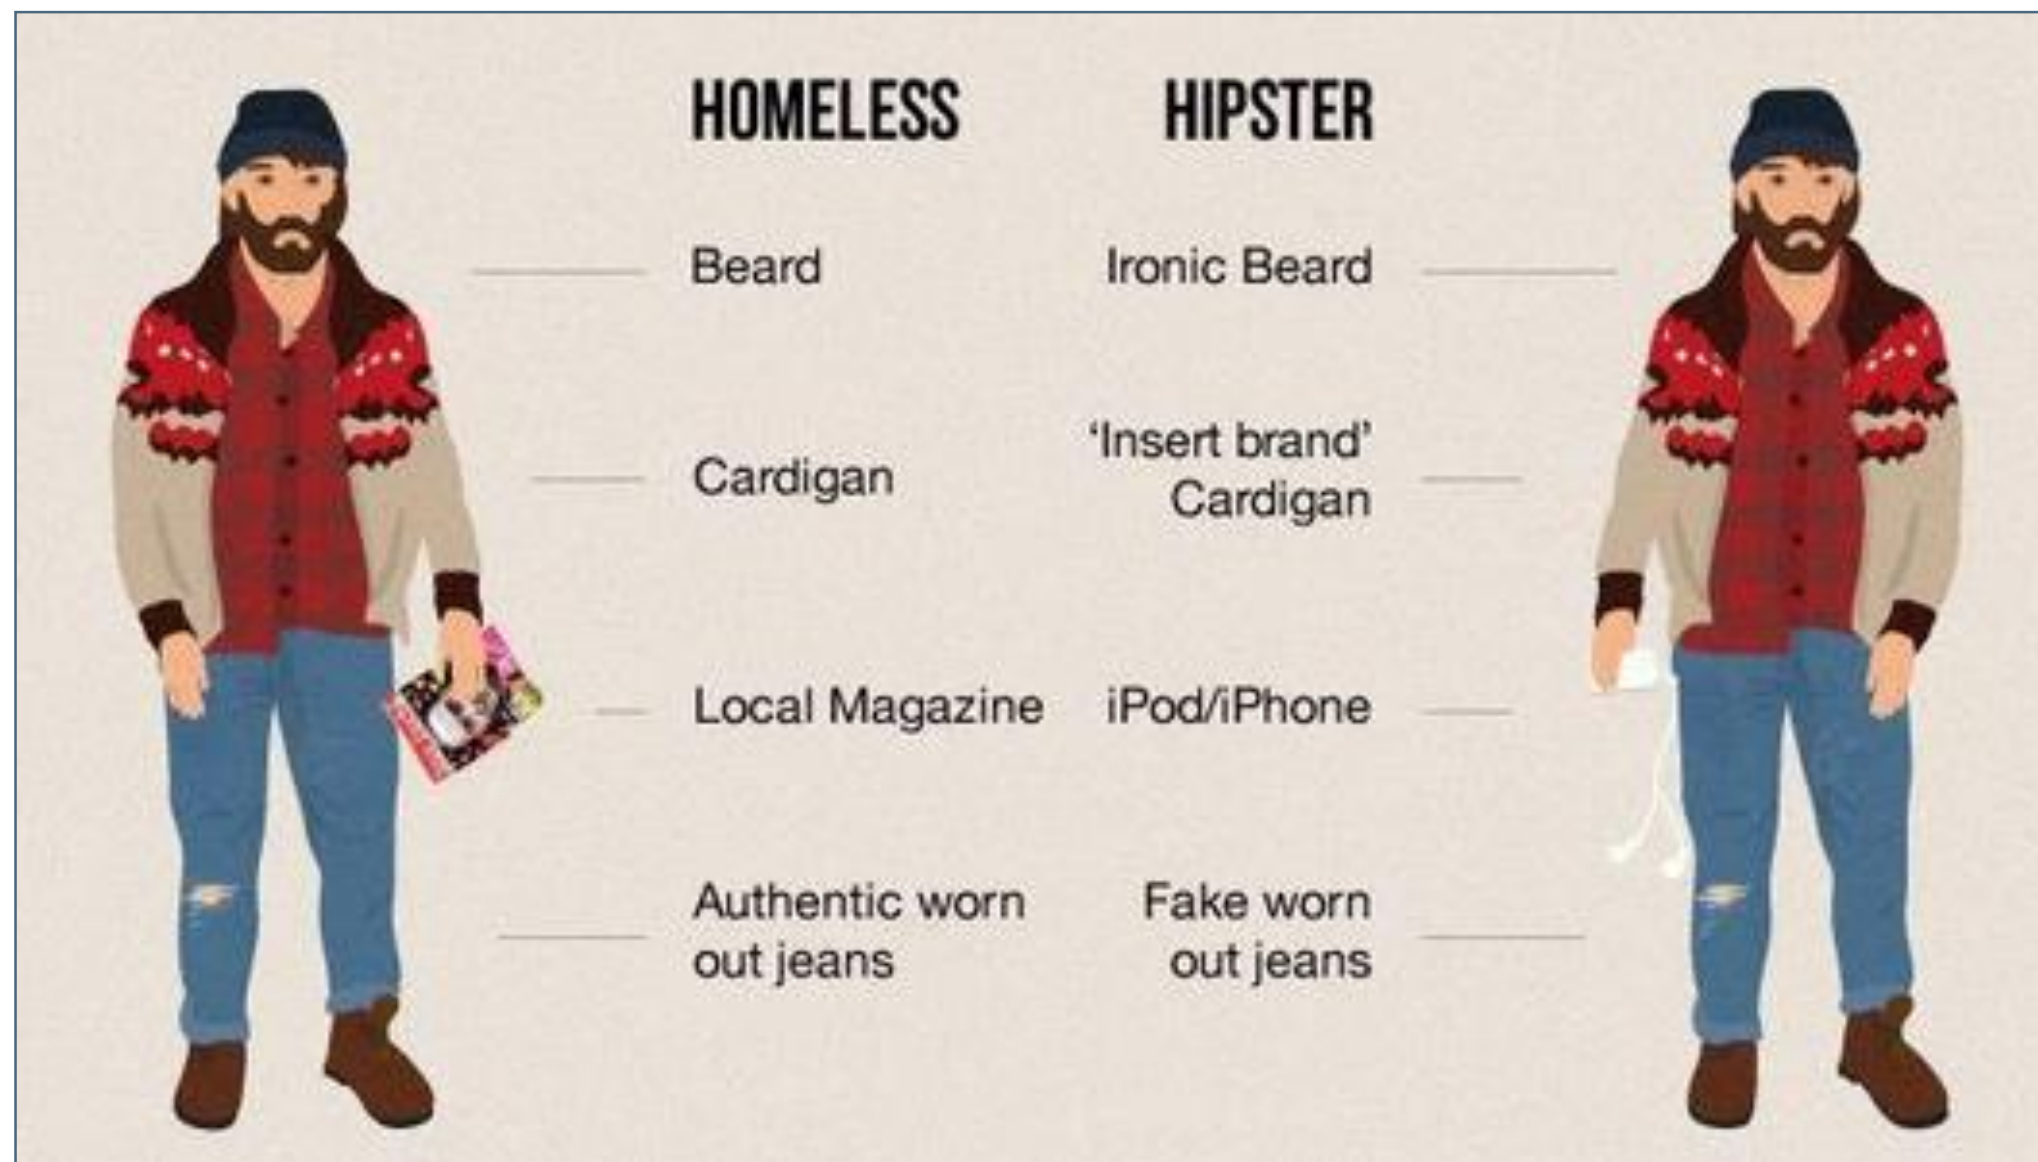 HOMELESS
HIPSTER
Beard
Ironic Beard
Cardigan
‘Insert brand’
Cardigan
Local Magazine
iPod/iPhone
Authentic worn
out jeans
Fake worn
out jeans